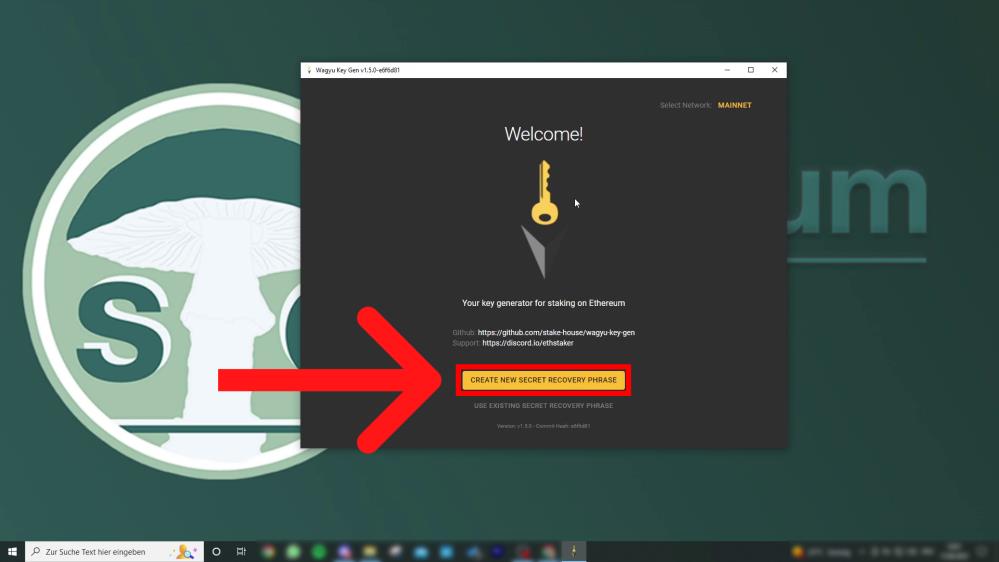 Wagyu Key Gen v1.5.0-e6f6d81
Select Network: MAINNET
Welcome!
um
Your key generator for staking on Ethereum
Github: https://github.com/stake-house/wagyu-key-gen
Support: https://discord.io/ethstaker
CREATE NEW SECRET RECOVERY PHRASE
USE EXISTING SECRET RECOVERY PHRASE
Version: v1.5.0 - Commit Hash: e6f6d81
S
Zur Suche Text hier eingeben